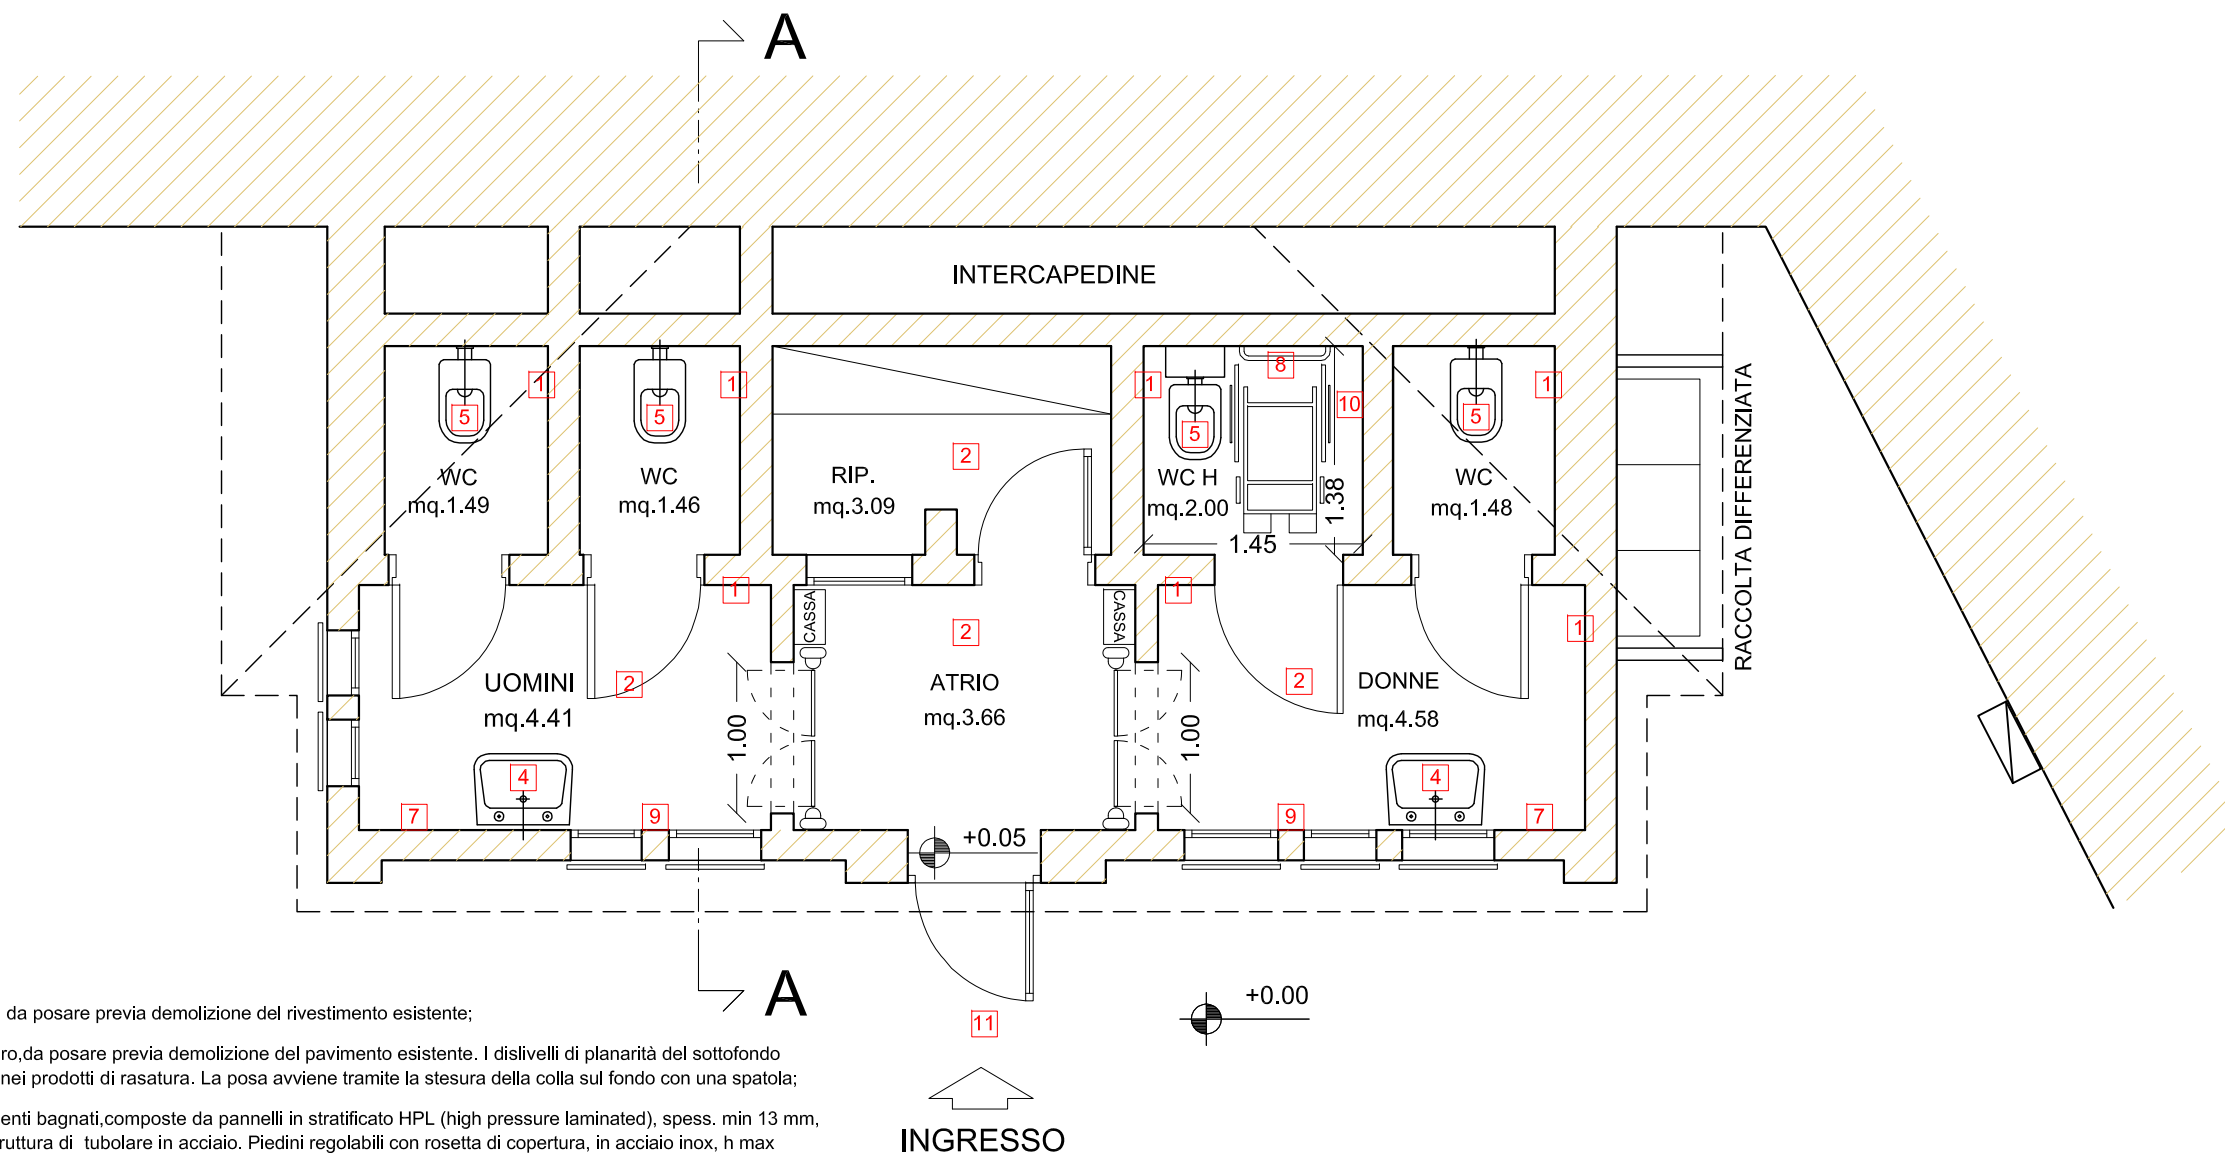 A
INTERCAPEDINE
1
1
1
8
10
1
5
5
5
5
WC
mq.1.49
WC
mq.1.46
RIP.
mq.3.09
2
WC H
mq.2.00
1.38
1.45
WC
mq.1.48
RACCOLTA DIFFERENZIATA
1
CASSA
2
CASSA
1
1
UOMINI
mq.4.41
2
1.00
ATRIO
mq.3.66
1.00
2
DONNE
mq.4.58
4
4
7
9
9
7
+0.05
A
+0.00
11
INGRESSO
da posare previa demolizione del rivestimento esistente;
ro,da posare previa demolizione del pavimento esistente. I dislivelli di planarità del sottofondo
nei prodotti di rasatura. La posa avviene tramite la stesura della colla sul fondo con una spatola;
enti bagnati,composte da pannelli in stratificato HPL (high pressure laminated), spess. min 13 mm,
ruttura di tubolare in acciaio. Piedini regolabili con rosetta di copertura, in acciaio inox, h max